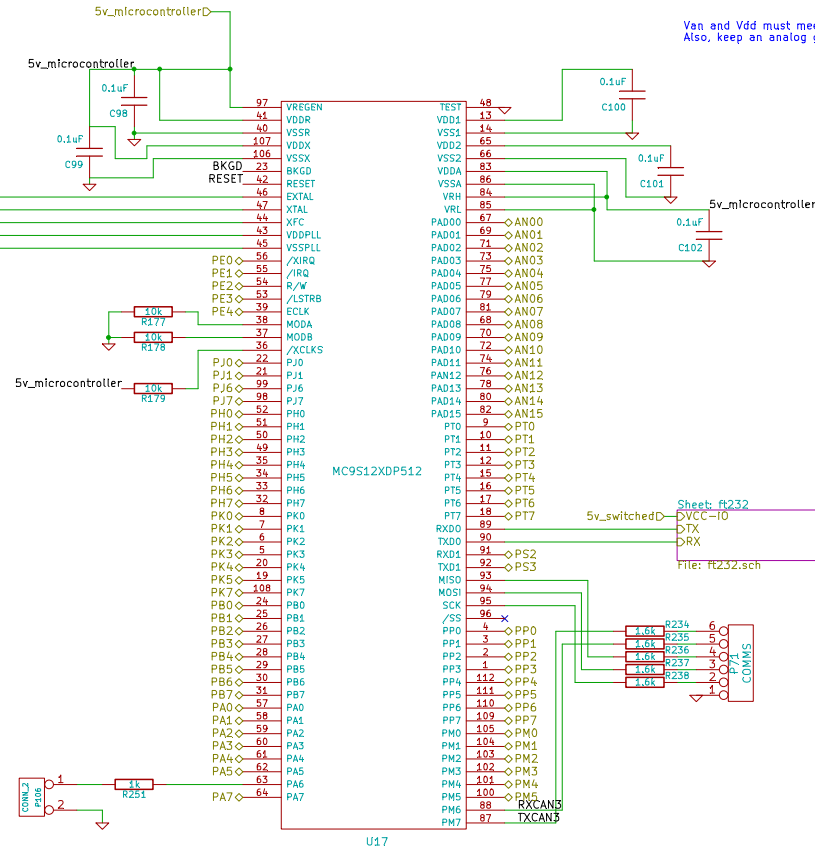 5v_microcontroller
Van and Vdd must mee
Also, keep an analog g
5v_microcontroller
0.1uF
C98
0.1uF
C99
0.1uF
C100
0.1uF
C101
5v_microcontroller
0.1uF
C102
97 VREGEN TEST 48
41 VDDR VDD1 13
40 VSSR VSS1 14
107 VDDX VDD2 65
106 VSSX VSS2 66
BKGD 23 BKGD VDDA 83
RESET 42 RESET VSSA 86
46 EXTAL VRH 84
47 XTAL VRL 85
44 XFC PAD00 67 AN00
43 VDDPLL PAD01 69 AN01
45 VSSPLL PAD02 71 AN02
PE0 56 /XIRQ PAD03 73 AN03
PE1 55 /IRQ PAD04 75 AN04
PE2 54 R/W PAD05 77 AN05
PE3 53 /LSTRB PAD06 79 AN06
PE4 39 ECLK PAD07 81 AN07
10k R177 38 MODA PAD08 68 AN08
10k R178 37 MODB PAD09 70 AN09
36 /XCLKS PAD10 72 AN10
PJ0 22 PJ0 PAD11 74 AN11
PJ1 21 PJ1 PAN12 76 AN12
5v_microcontroller 10k R179
PJ6 99 PJ6 PAD13 78 AN13
PJ7 98 PJ7 PAD14 80 AN14
PH0 52 PH0 PAD15 82 AN15
PH1 51 PH1 PT0 9 PT0
PH2 50 PH2 PT1 10 PT1
PH3 49 PH3 PT2 11 PT2
PH4 35 PH4 PT3 12 PT3
MC9S12XDP512
PH5 34 PH5 PT4 15 PT4
PH6 33 PH6 PT5 16 PT5
PH7 32 PH7 PT6 17 PT6
PK0 8 PK0 PT7 18 PT7
PK1 7 PK1 RXD0 89
PK2 6 PK2 TXD0 90
PK3 5 PK3 RXD1 91 PS2
PK4 20 PK4 TXD1 92 PS3
PK5 19 PK5 MISO 93
PK7 108 PK7 MOSI 94
PB0 24 PB0 SCK 95
PB1 25 PB1 /SS 96
PB2 26 PB2 PP0 4 PP0
PB3 27 PB3 PP1 3 PP1
PB4 28 PB4 PP2 2 PP2
PB5 29 PB5 PP3 1 PP3
PB6 30 PB6 PP4 112 PP4
PB7 31 PB7 PP5 111 PP5
PA0 57 PA0 PP6 110 PP6
PA1 58 PA1 PP7 109 PP7
PA2 59 PA2 PM0 105 PM0
PA3 60 PA3 PM1 104 PM1
PA4 61 PA4 PM2 103 PM2
PA5 62 PA5 PM3 102 PM3
63 PA6 PM4 101 PM4
PA7 64 PA7 PM5 100 PM5
PM6 88 RXCAN3
PM7 87 TXCAN3
U17
Sheet: ft232
5v_switched VCC-IO
TX
RX
File: ft232.sch
1.6k R234 6
1.6k R235 5
1.6k R236 4
1.6k R237 3
1.6k R238 2
1
P71
COMMS
CONN_2
P106
1
2
1k
R251